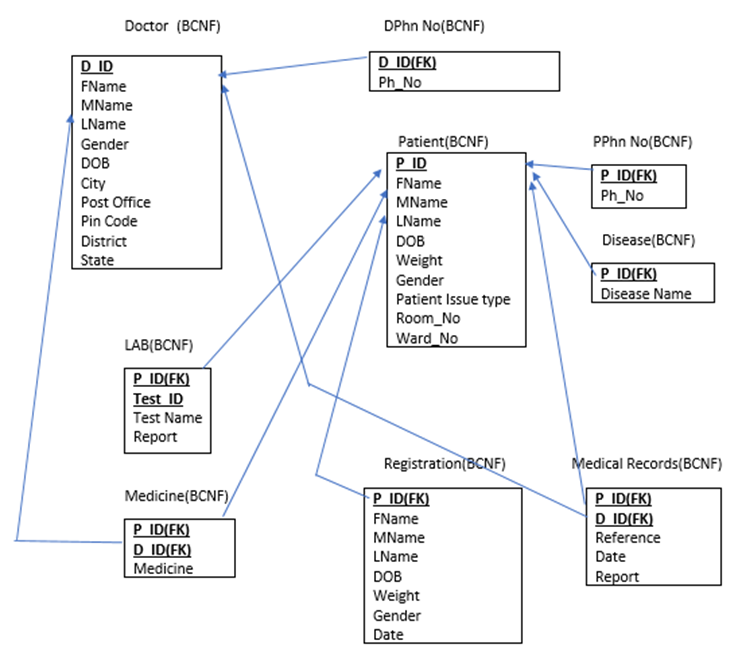 Doctor (BCNF)
D_ID
FName
MName
LName
Gender
DOB
City
Post Office
Pin Code
District
State
DPhn No(BCNF)
D_ID(FK)
Ph_No
Patient(BCNF)
P_ID
FName
MName
LName
DOB
Weight
Gender
Patient Issue type
Room_No
Ward_No
PPhn No(BCNF)
P_ID(FK)
Ph_No
Disease(BCNF)
P_ID(FK)
Disease Name
LAB(BCNF)
P_ID(FK)
Test_ID
Test Name
Report
Medicine(BCNF)
P_ID(FK)
D_ID(FK)
Medicine
Registration(BCNF)
P_ID(FK)
FName
MName
LName
DOB
Weight
Gender
Date
Medical Records(BCNF)
P_ID(FK)
D_ID(FK)
Reference
Date
Report